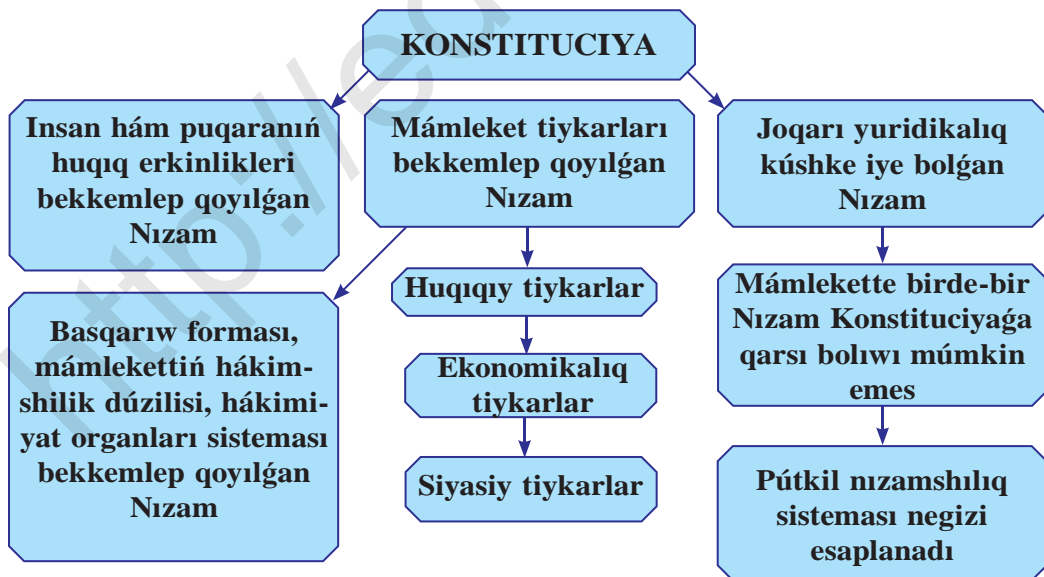 KONSTITUCIYA
Insan hám puqaranıń
huqıq erkinlikleri
bekkemlep qoyılǵan
Nızam
Mámleket tiykarları
bekkemlep qoyılǵan
Nızam
Joqarı yuridikalıq
kúshke iye bolǵan
Nızam
Basqarıw forması,
mámlekettiń hákim-
shilik dúzilisi, hákimi-
yat organları sisteması
bekkemlep qoyılǵan
Nızam
Huqıqıy tiykarlar
Ekonomikalıq
tiykarlar
Siyasiy tiykarlar
Mámlekette birde-bir
Nızam Konstituciyaǵa
qarsı bolıwı múmkin
emes
Pútkil nızamshılıq
sisteması negizi
esaplanadı
http://ed